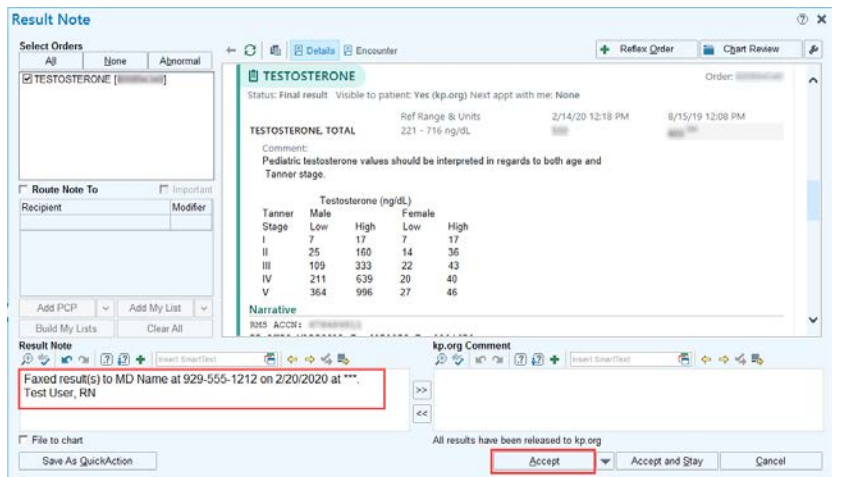 Result Note
Select Orders
All None Abnormal
TESTOSTERONE [
Details Encounter
Reflex Order Chart Review
TESTOSTERONE
Order:
Status: Final result Visible to patient: Yes (kp.org) Next appt with me: None
Ref Range & Units 2/14/20 12:18 PM 8/15/19 12:08 PM
TESTOSTERONE, TOTAL 221 - 716 ng/dL
Comment:
Pediatric testosterone values should be interpreted in regards to both age and
Tanner stage.
Testosterone (ng/dL)
Tanner Male Female
Stage Low High Low High
I 7 17 7 17
II 25 160 14 36
III 109 333 22 43
IV 211 639 20 40
V 364 996 27 46
Narrative
RMS ACCN:
Route Note To Important
Recipient Modifier
Add PCP Add My List
Build My Lists Clear All
Result Note
Insert SmartText
Faxed result(s) to MD Name at 929-555-1212 on 2/20/2020 at ***.
Test User, RN
>>
<<
kp.org Comment
Insert SmartText
File to chart
All results have been released to kp.org
Save As QuickAction
Accept Accept and Stay Cancel